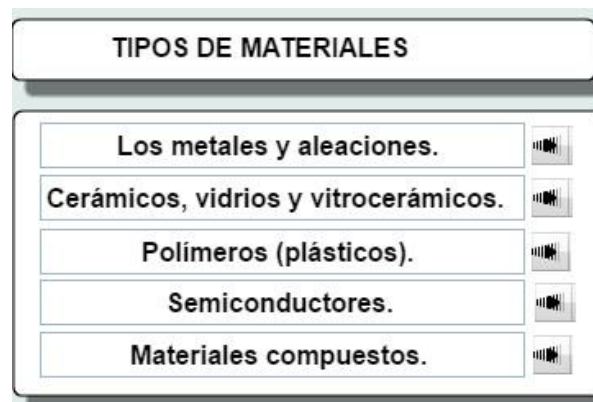 TIPOS DE MATERIALES
Los metales y aleaciones.
Cerámicos, vidrios y vitrocerámicos.
Polímeros (plásticos).
Semiconductores.
Materiales compuestos.